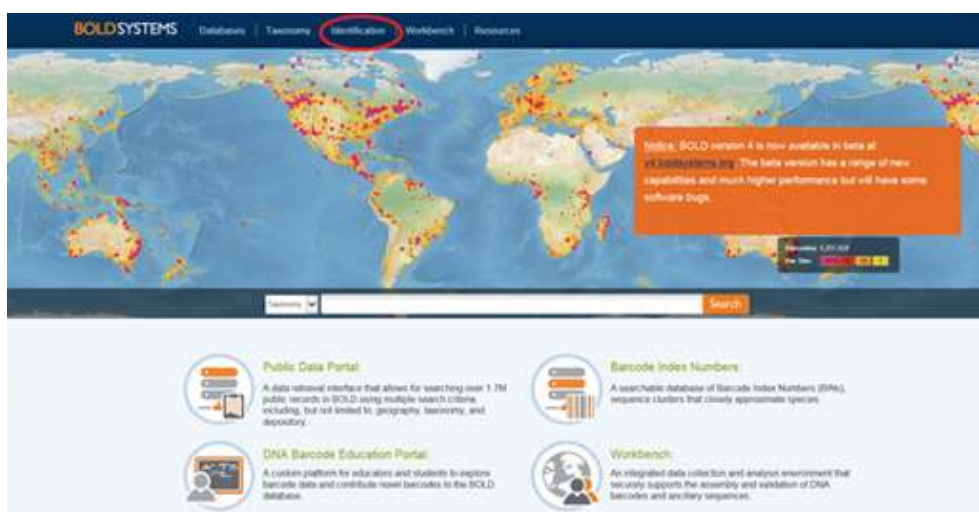 BOLDSYSTEMS Databases | Taxonomy | Identification | Workbench | Resources
Notice: BOLD version 4 is now available in beta at
v4.boldsystems.org. The beta version has a range of new
capabilities and much higher performance but will have some
software bugs.
Per Site:
Taxonomy Search
Public Data Portal:
A data retrieval interface that allows for searching over 1.7M
public records in BOLD using multiple search criteria
including, but not limited to, geography, taxonomy, and
depository.
Barcode Index Numbers:
A searchable database of Barcode Index Numbers (BINs),
sequence clusters that closely approximate species.
DNA Barcode Education Portal:
A custom platform for educators and students to explore
barcode data and contribute novel barcodes to the BOLD
database.
Workbench:
An integrated data collection and analysis environment that
securely supports the assembly and validation of DNA
barcodes and ancillary sequences.